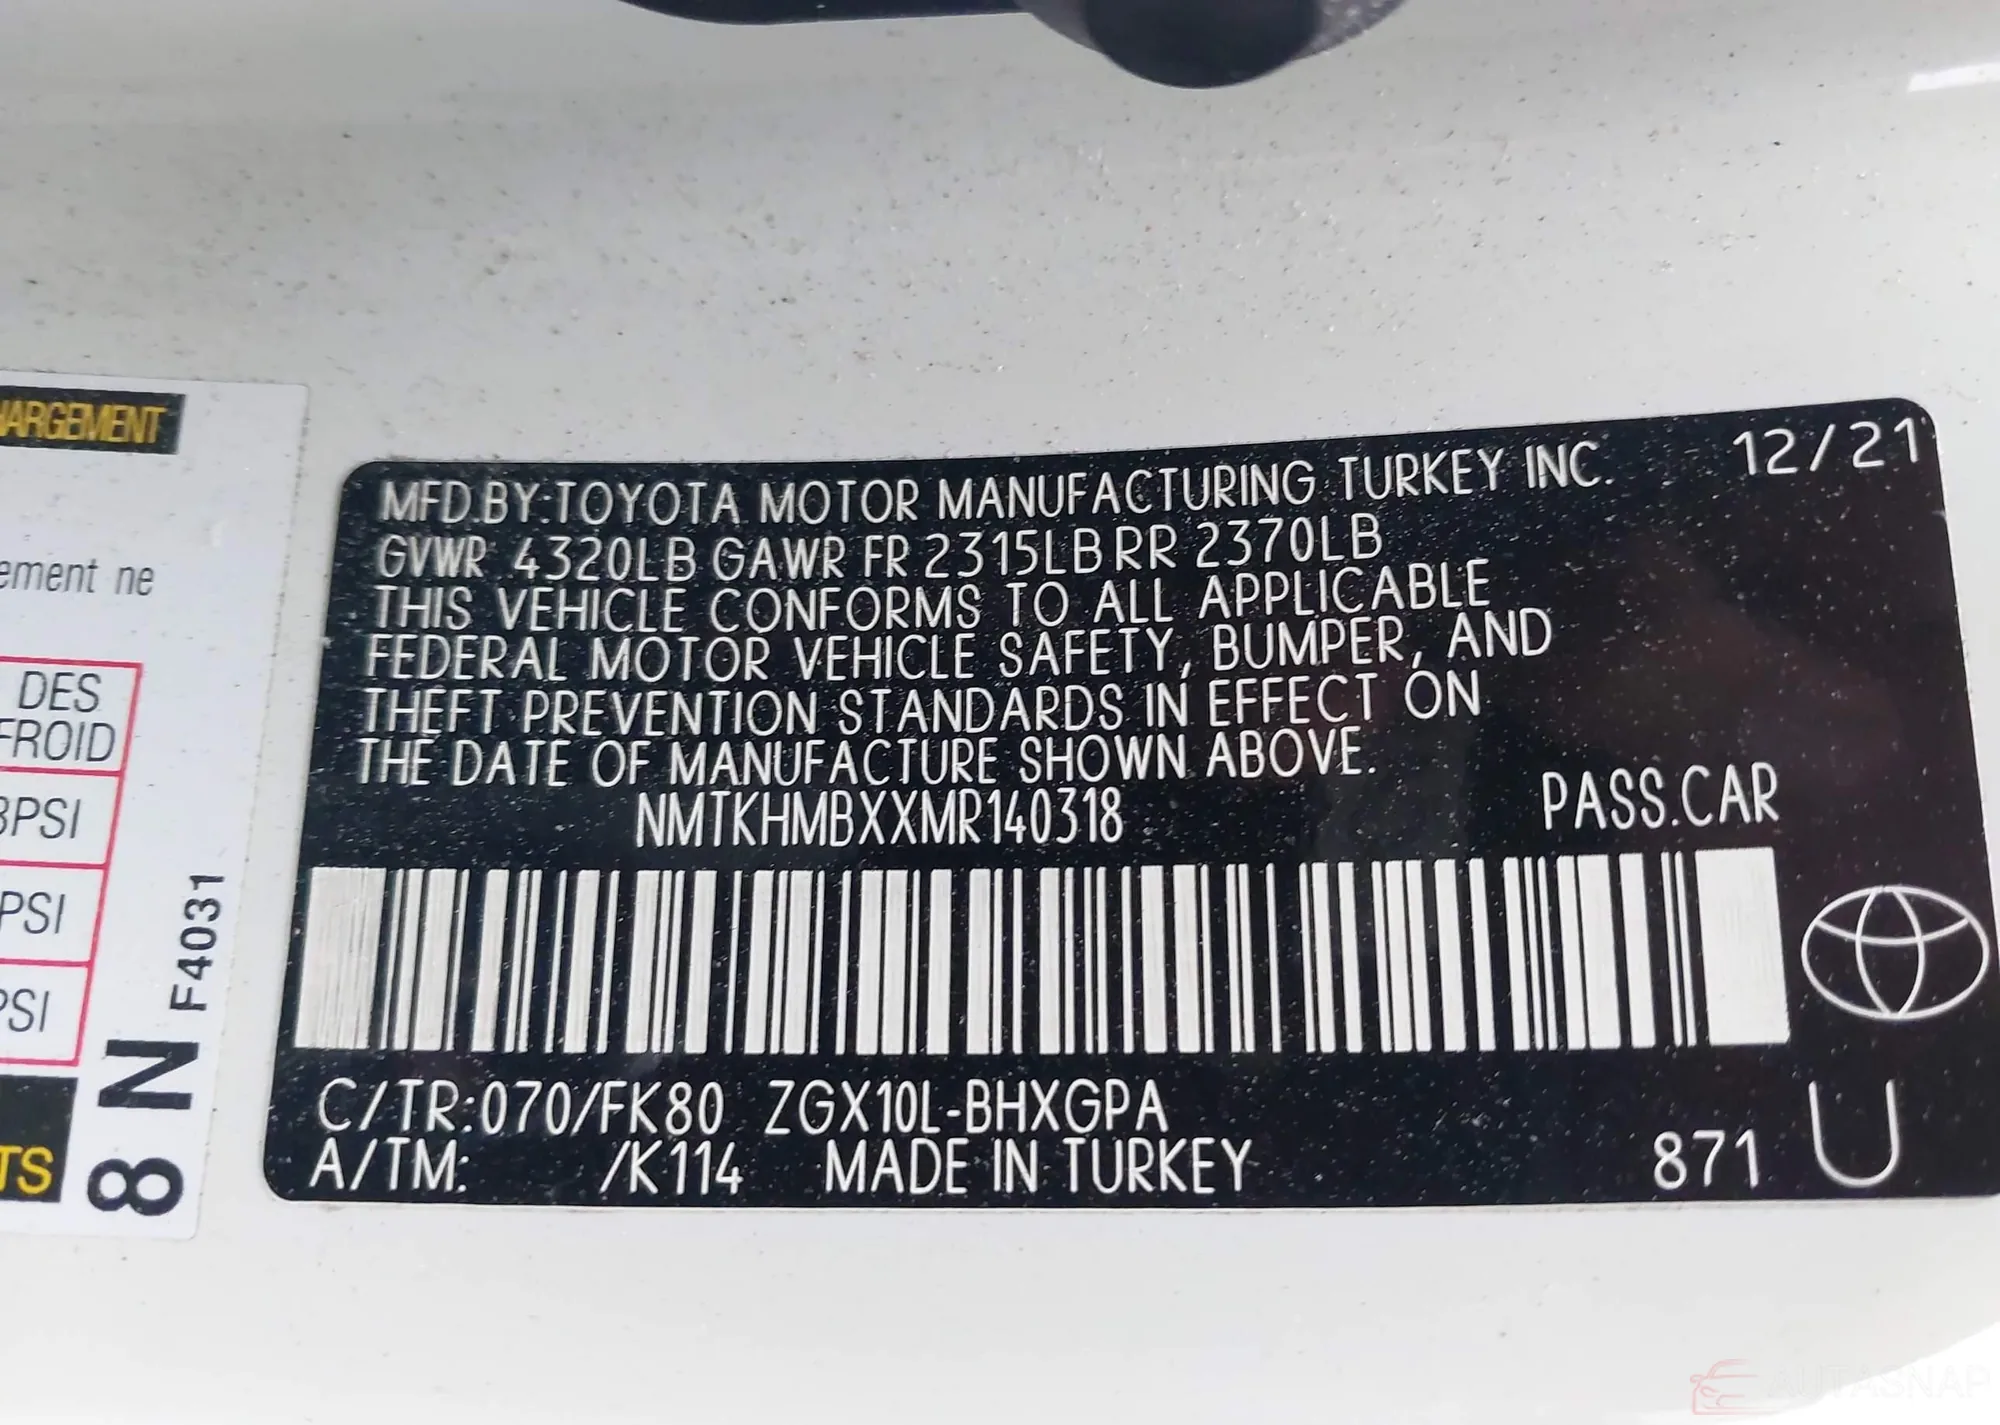 HARGEMENT
ement ne
DES
FROID
PSI
PSI
PSI
TS
8 N
F4031
12/21
MFD.BY:TOYOTA MOTOR MANUFACTURING TURKEY INC.
GVWR 4320LB GAWR FR 2315LB RR 2370LB
THIS VEHICLE CONFORMS TO ALL APPLICABLE
FEDERAL MOTOR VEHICLE SAFETY, BUMPER, AND
THEFT PREVENTION STANDARDS IN EFFECT ON
THE DATE OF MANUFACTURE SHOWN ABOVE.
NMTKHMBXXMR140318 PASS.CAR
C/TR:070/FK80 ZGX10L-BHXGPA
A/TM: /K114 MADE IN TURKEY 871 U
AUTASNAP